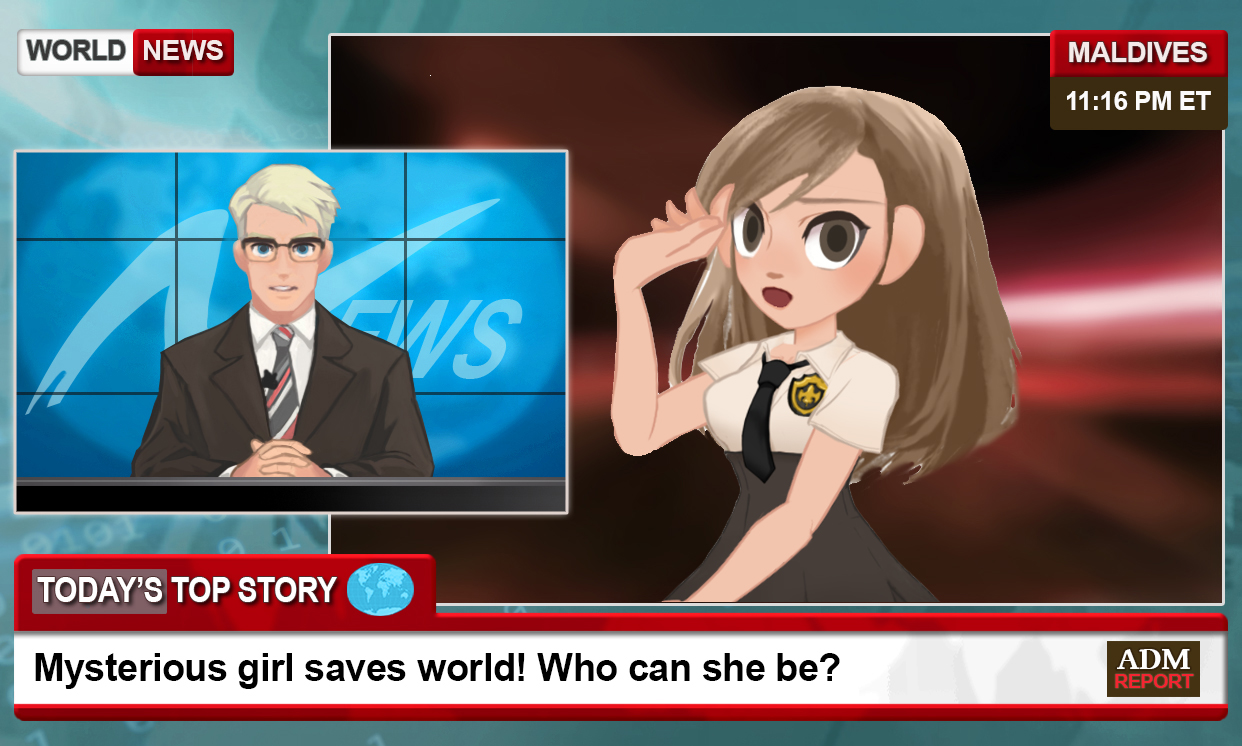 WORLD NEWS
MALDIVES
11:16 PM ET
NEWS
TODAY'S TOP STORY
Mysterious girl saves world! Who can she be?
ADM
REPORT